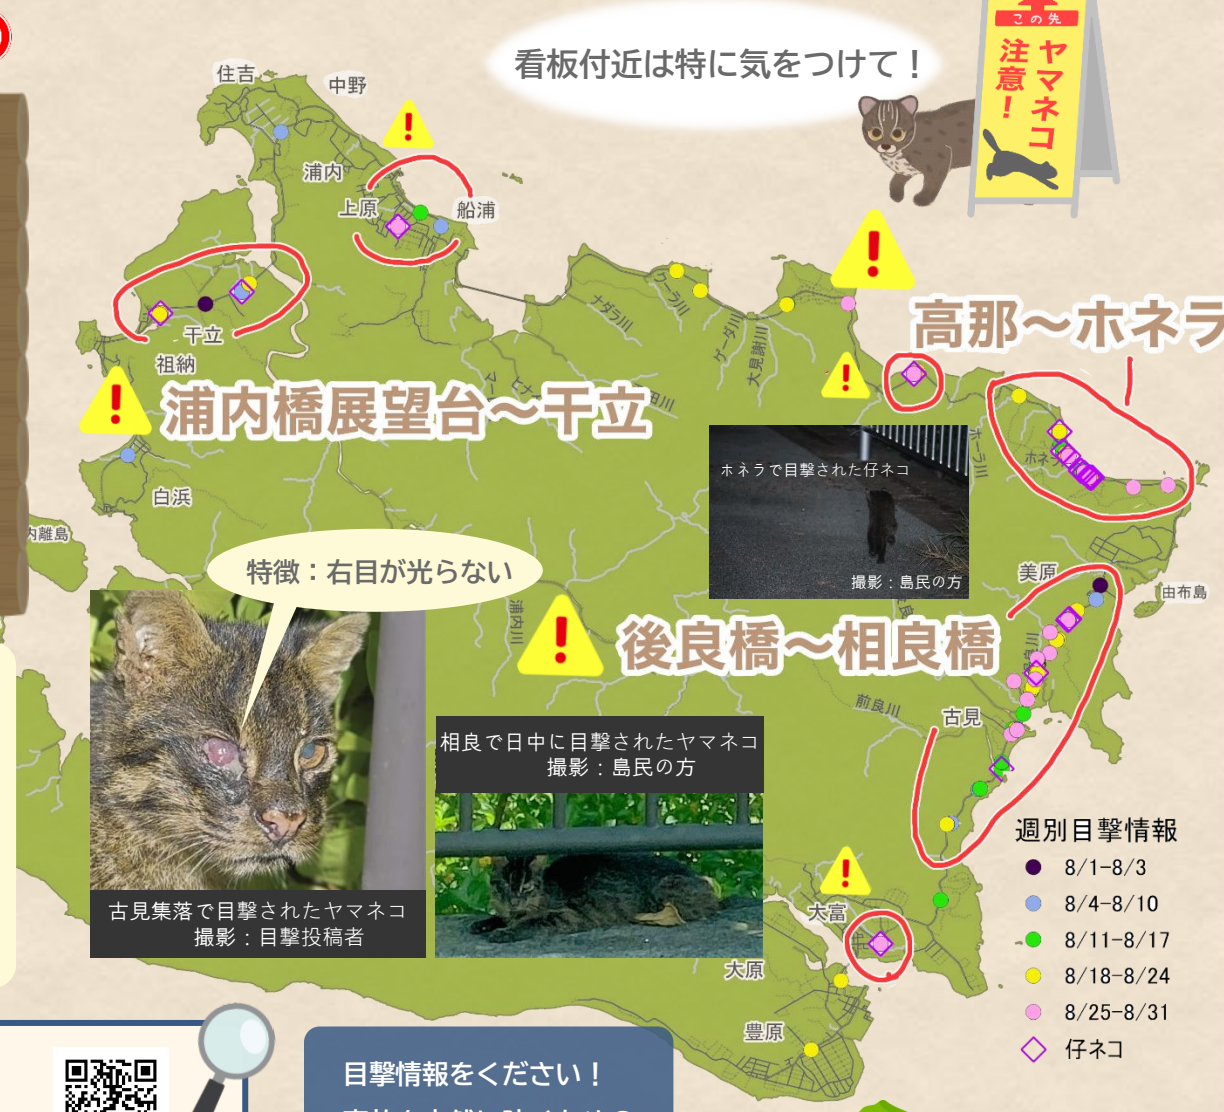 看板付近は特に気をつけて！
この先
ヤマネコ
注意！
住吉
中野
浦内
上原
船浦
干立
祖納
浦内橋展望台～干立
白浜
内離島
ナダラ川
クーラ川
ゲーダ川
大見謝川
高那～ホネラ
ホーラ川
ホネラ
ホネラで目撃された仔ネコ
撮影：島民の方
特徴：右目が光らない
浦内川
後良橋～相良橋
美原
由布島
前良川
古見
相良で日中に目撃されたヤマネコ
撮影：島民の方
古見集落で目撃されたヤマネコ
撮影：目撃投稿者
大富
大原
豊原
週別目撃情報
8/1-8/3
8/4-8/10
8/11-8/17
8/18-8/24
8/25-8/31
仔ネコ
目撃情報をください！